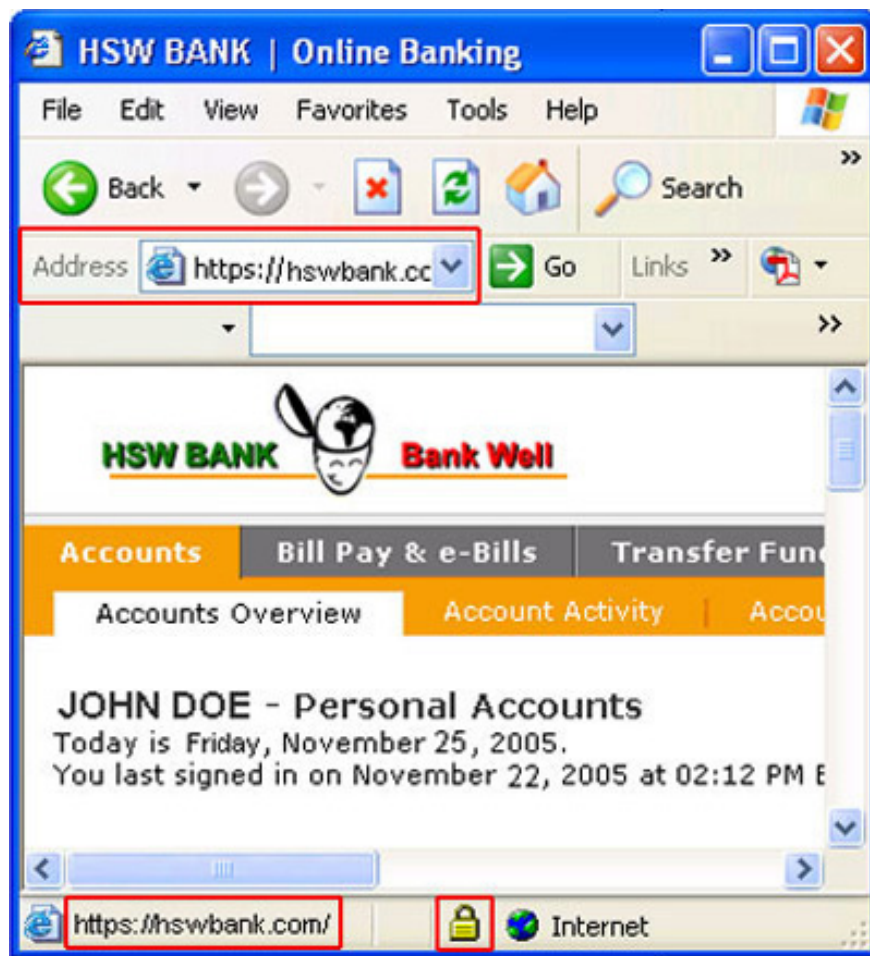 HSW BANK | Online Banking
File Edit View Favorites Tools Help
Back Search »
Address https://hswbank.cc Go Links »
»
HSW BANK Bank Well
Accounts Bill Pay & e-Bills Transfer Fun
Accounts Overview Account Activity | Accou
JOHN DOE - Personal Accounts
Today is Friday, November 25, 2005.
You last signed in on November 22, 2005 at 02:12 PM E
https://hswbank.com/ Internet